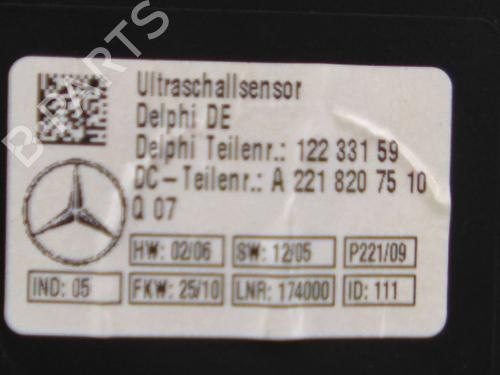 B-PARTS
Ultraschallsensor
Delphi DE
Delphi Teilenr.: 122 331 59
DC-Teilenr.: A 221 820 75 10
Q 07
HW: 02/06 SW: 12/05 P221/09
IND: 05 FKW: 25/10 LNR: 174000 ID: 111